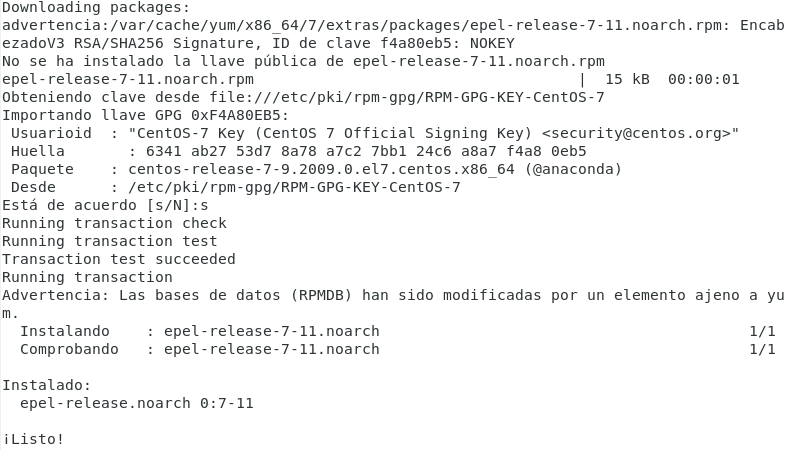 Downloading packages:
advertencia:/var/cache/yum/x86_64/7/extras/packages/epel-release-7-11.noarch.rpm: Encab
ezadoV3 RSA/SHA256 Signature, ID de clave f4a80eb5: NOKEY
No se ha instalado la llave pública de epel-release-7-11.noarch.rpm
epel-release-7-11.noarch.rpm                                    |  15 kB  00:00:01
Obteniendo clave desde file:///etc/pki/rpm-gpg/RPM-GPG-KEY-CentOS-7
Importando llave GPG 0xF4A80EB5:
 Usuarioid  : "CentOS-7 Key (CentOS 7 Official Signing Key) <security@centos.org>"
 Huella       : 6341 ab27 53d7 8a78 a7c2 7bb1 24c6 a8a7 f4a8 0eb5
 Paquete    : centos-release-7-9.2009.0.el7.centos.x86_64 (@anaconda)
 Desde      : /etc/pki/rpm-gpg/RPM-GPG-KEY-CentOS-7
Está de acuerdo [s/N]:s
Running transaction check
Running transaction test
Transaction test succeeded
Running transaction
Advertencia: Las bases de datos (RPMDB) han sido modificadas por un elemento ajeno a yu
m.
  Instalando    : epel-release-7-11.noarch                                         1/1
  Comprobando   : epel-release-7-11.noarch                                         1/1
Instalado:
  epel-release.noarch 0:7-11
¡Listo!